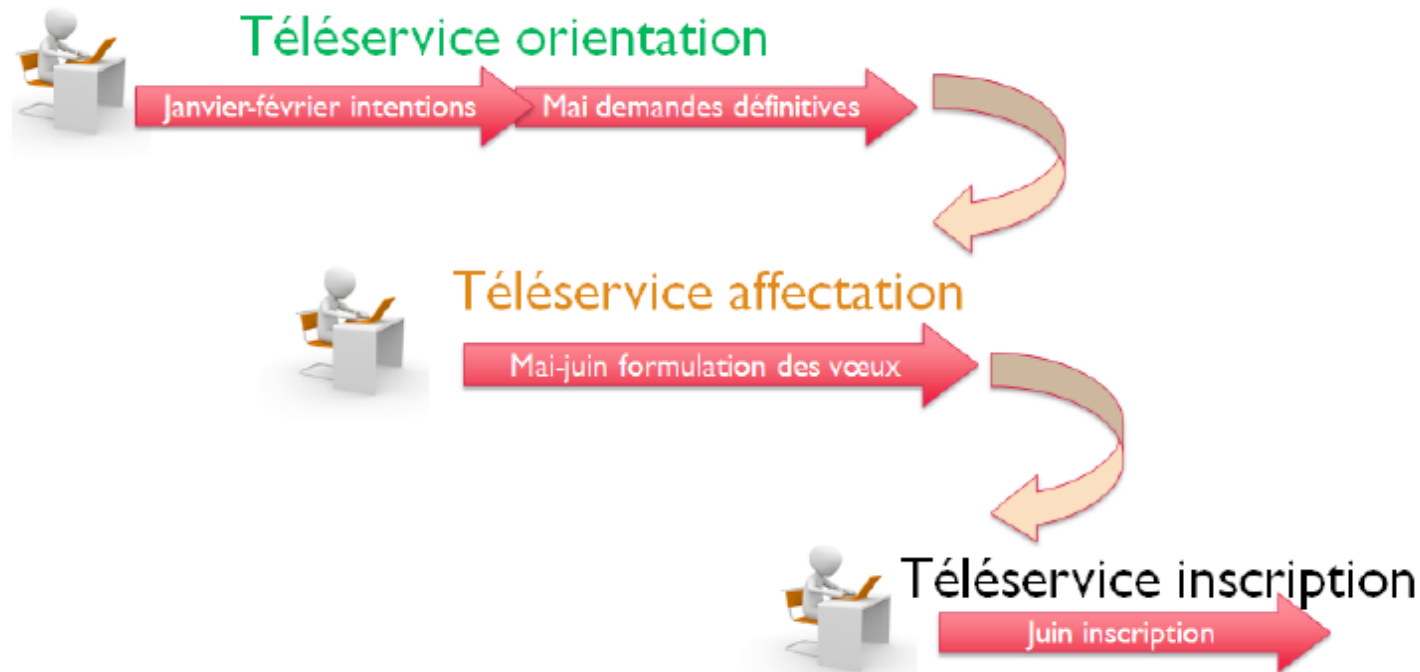 Téléservice orientation
Janvier-février intentions
Mai demandes définitives
Téléservice affectation
Mai-juin formulation des vœux
Téléservice inscription
Juin inscription